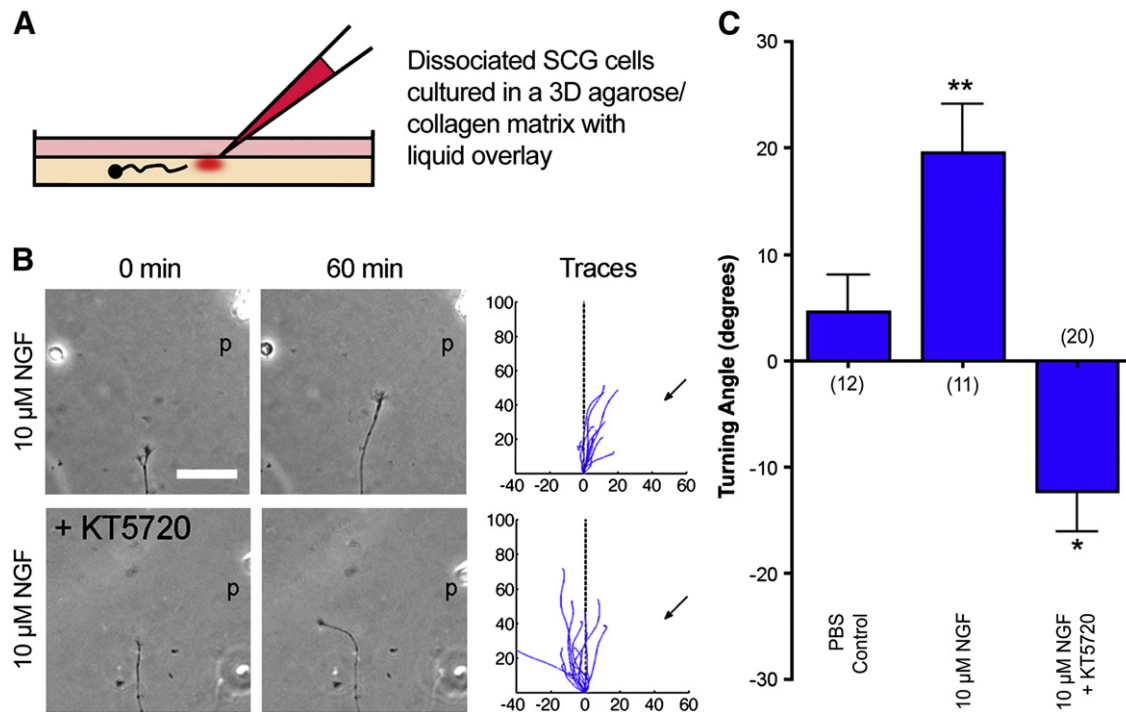 A
Dissociated SCG cells
cultured in a 3D agarose/
collagen matrix with
liquid overlay
B
0 min
60 min
Traces
10 µM NGF
p
p
100
80
60
40
20
-40 -20 0 20 40 60
10 µM NGF
+ KT5720
p
p
100
80
60
40
20
-40 -20 0 20 40 60
C
Turning Angle (degrees)
30
20
10
0
-10
-20
-30
**
*
(12)
(11)
(20)
PBS
Control
10 µM NGF
10 µM NGF
+ KT5720